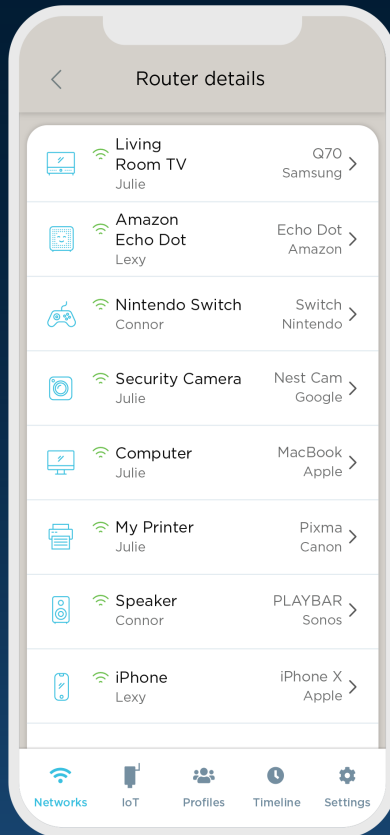 Router details
Living
Room TV
Julie
Q70
Samsung
Amazon
Echo Dot
Lexy
Echo Dot
Amazon
Nintendo Switch
Connor
Switch
Nintendo
Security Camera
Julie
Nest Cam
Google
Computer
Julie
MacBook
Apple
My Printer
Julie
Pixma
Canon
Speaker
Connor
PLAYBAR
Sonos
iPhone
Lexy
iPhone X
Apple
Networks
IoT
Profiles
Timeline
Settings